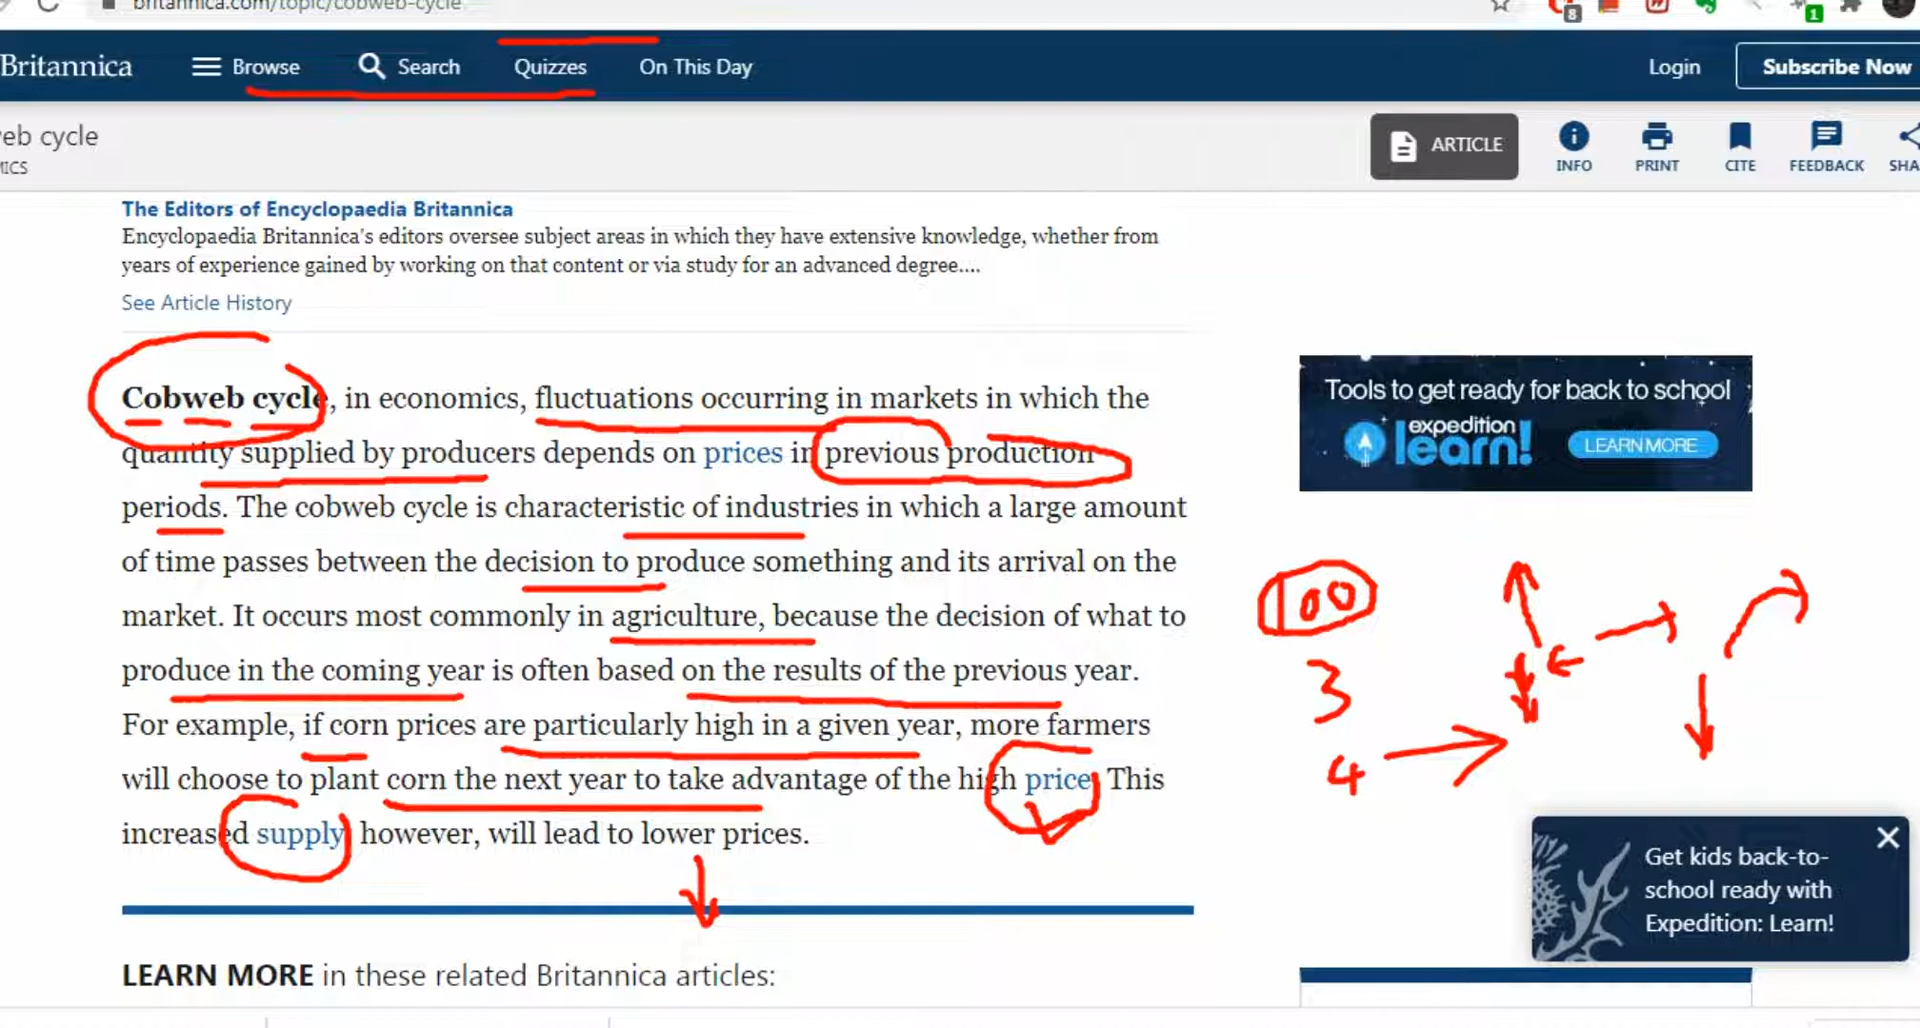 britannica.com/topic/cobweb-cycle
8
1
Britannica
Browse
Search
Quizzes
On This Day
Login
Subscribe Now
eb cycle
MICS
ARTICLE
INFO
PRINT
CITE
FEEDBACK
SHA
The Editors of Encyclopaedia Britannica
Encyclopaedia Britannica's editors oversee subject areas in which they have extensive knowledge, whether from
years of experience gained by working on that content or via study for an advanced degree....
See Article History
Cobweb cycle, in economics, fluctuations occurring in markets in which the
quantity supplied by producers depends on prices in previous production
periods. The cobweb cycle is characteristic of industries in which a large amount
of time passes between the decision to produce something and its arrival on the
market. It occurs most commonly in agriculture, because the decision of what to
produce in the coming year is often based on the results of the previous year.
For example, if corn prices are particularly high in a given year, more farmers
will choose to plant corn the next year to take advantage of the high price. This
increased supply, however, will lead to lower prices.
LEARN MORE in these related Britannica articles:
Tools to get ready for back to school
expedition
learn!
LEARN MORE
100
3
4
Get kids back-to-
school ready with
Expedition: Learn!